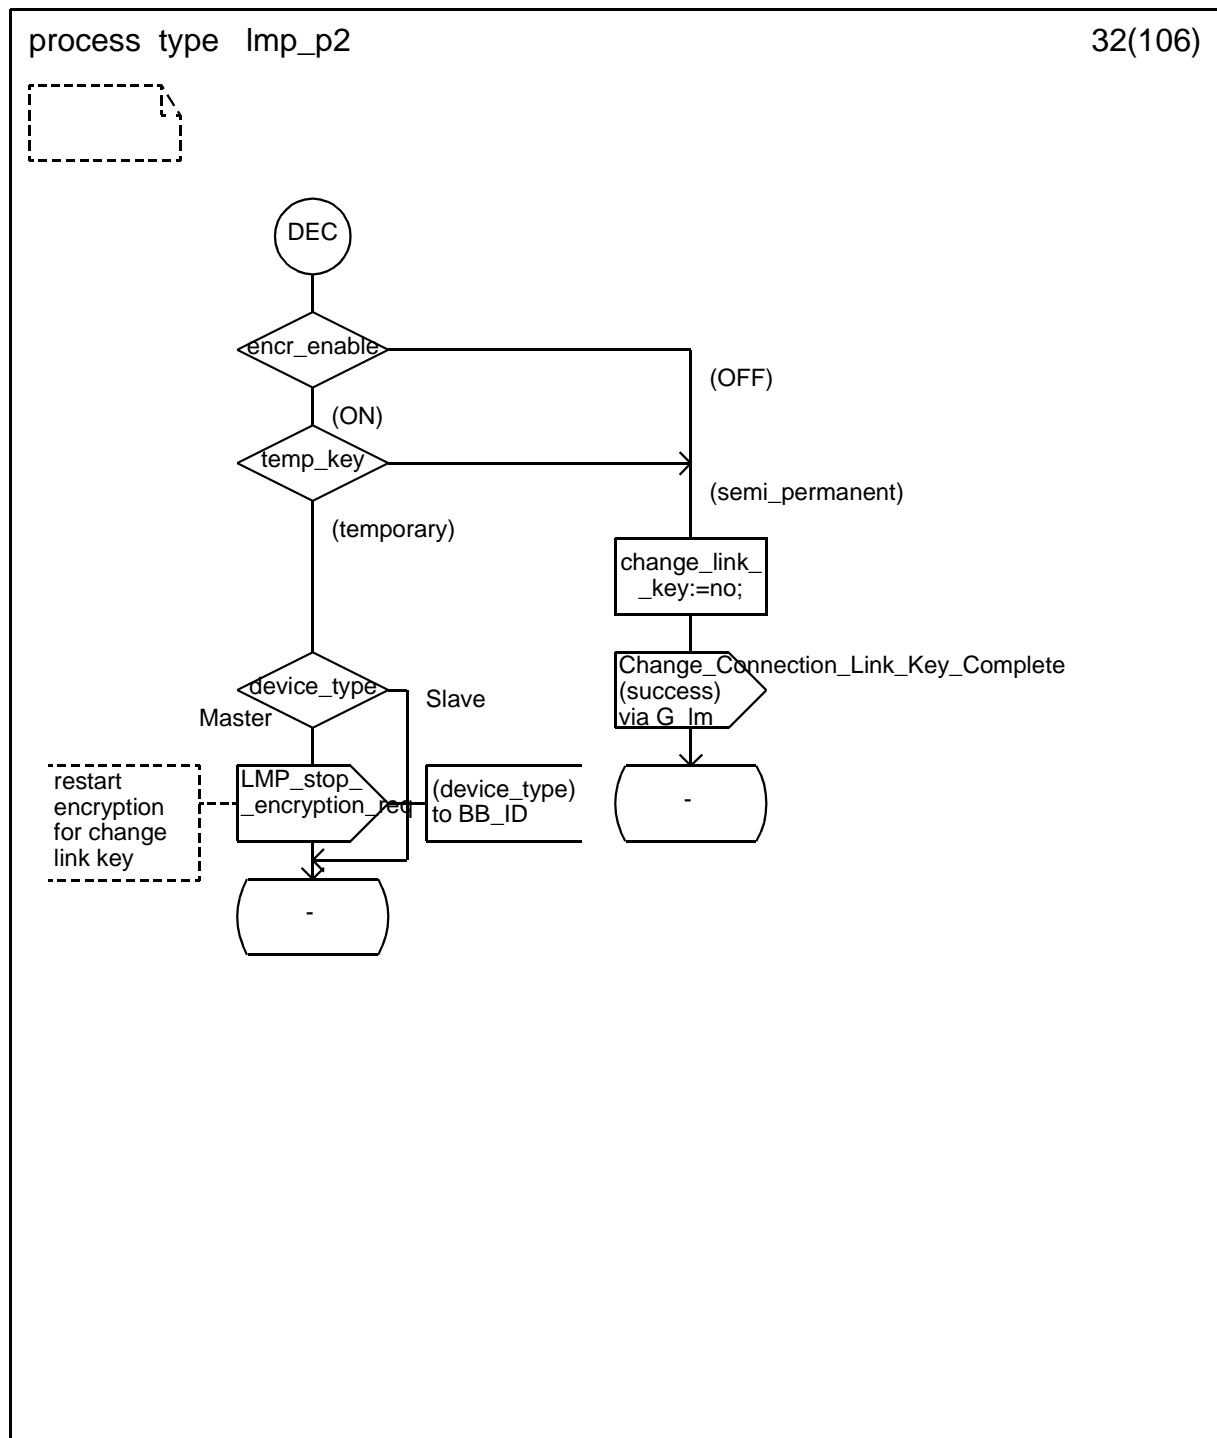 process type lmp_p2
32(106)
DEC
encr_enable
(OFF)
(ON)
temp_key
(semi_permanent)
(temporary)
change_link_
_key:=no;
Change_Connection_Link_Key_Complete
(success)
via G_lm
device_type
Slave
Master
restart
encryption
for change
link key
LMP_stop_
_encryption_req
(device_type)
to BB_ID
-
-